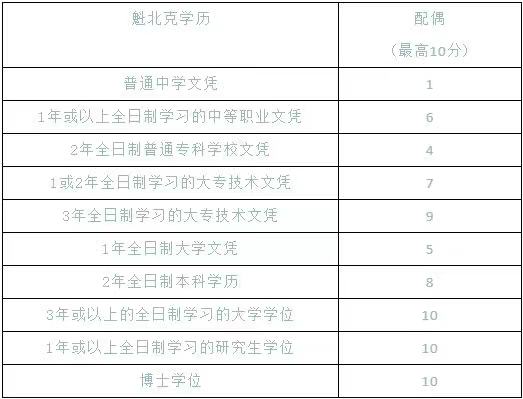 魁北克学历 配偶
（最高10分）
普通中学文凭 1
1年或以上全日制学习的中等职业文凭 6
2年全日制普通专科学校文凭 4
1或2年全日制学习的大专技术文凭 7
3年全日制学习的大专技术文凭 9
1年全日制大学文凭 5
2年全日制本科学历 8
3年或以上的全日制学习的大学学位 10
1年或以上全日制学习的研究生学位 10
博士学位 10